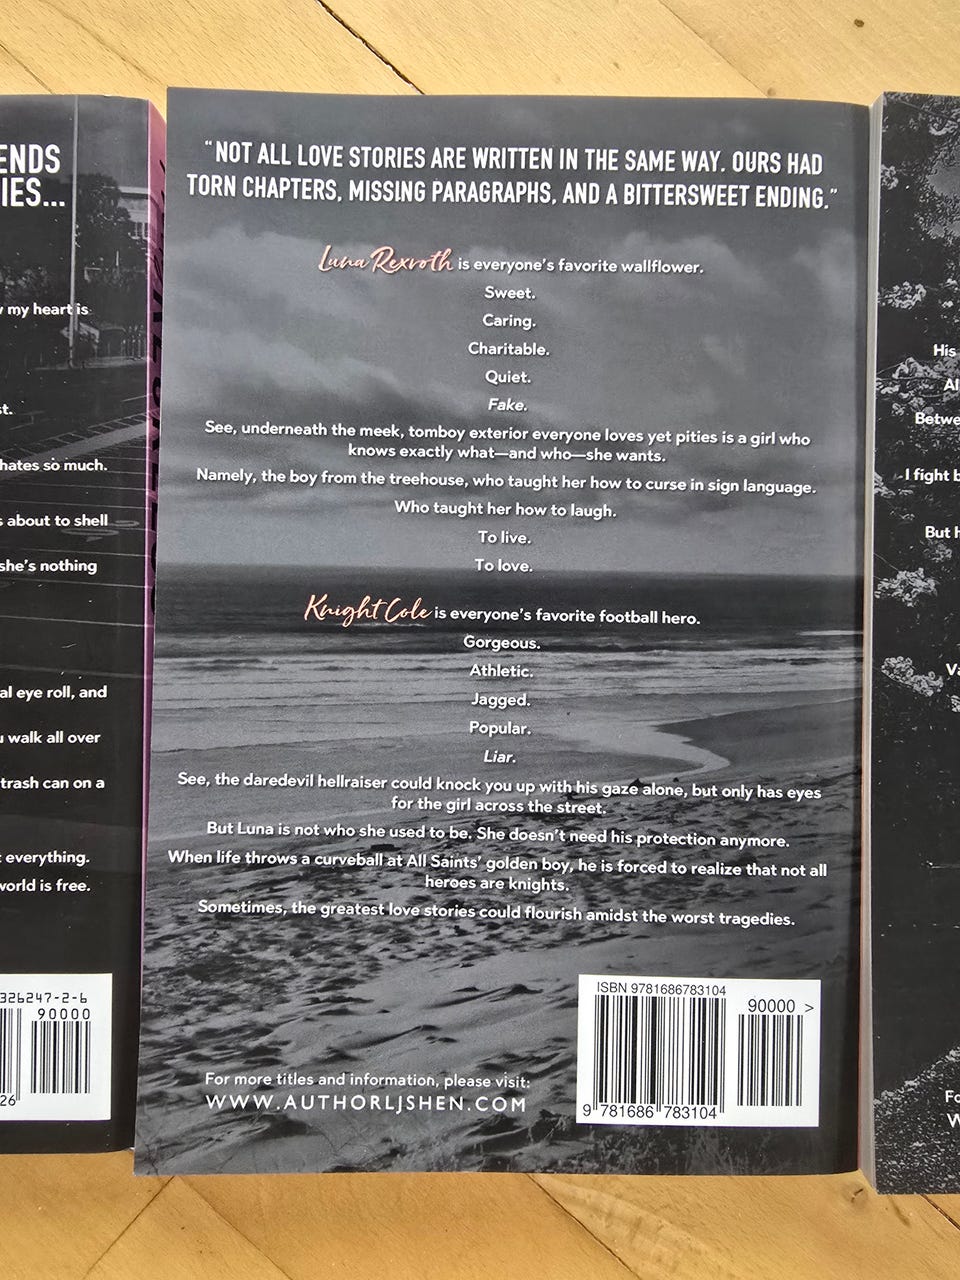 ENDS
IES...
my heart is
st.
hates so much.
s about to shell
she's nothing
al eye roll, and
u walk all over
trash can on a
t everything.
world is free.
326247-2-6
90000
26
"NOT ALL LOVE STORIES ARE WRITTEN IN THE SAME WAY. OURS HAD
TORN CHAPTERS, MISSING PARAGRAPHS, AND A BITTERSWEET ENDING."
Luna Rexroth is everyone's favorite wallflower.
Sweet.
Caring.
Charitable.
Quiet.
Fake.
See, underneath the meek, tomboy exterior everyone loves yet pities is a girl who
knows exactly what—and who—she wants.
Namely, the boy from the treehouse, who taught her how to curse in sign language.
Who taught her how to laugh.
To live.
To love.
Knight Cole is everyone's favorite football hero.
Gorgeous.
Athletic.
Jagged.
Popular.
Liar.
See, the daredevil hellraiser could knock you up with his gaze alone, but only has eyes
for the girl across the street.
But Luna is not who she used to be. She doesn't need his protection anymore.
When life throws a curveball at All Saints' golden boy, he is forced to realize that not all
heroes are knights.
Sometimes, the greatest love stories could flourish amidst the worst tragedies.
For more titles and information, please visit:
WWW.AUTHORLJSHEN.COM
ISBN 9781686783104
90000 >
9 781686 783104
His
Al
Betwe
I fight b
But h
Va
Fo
W